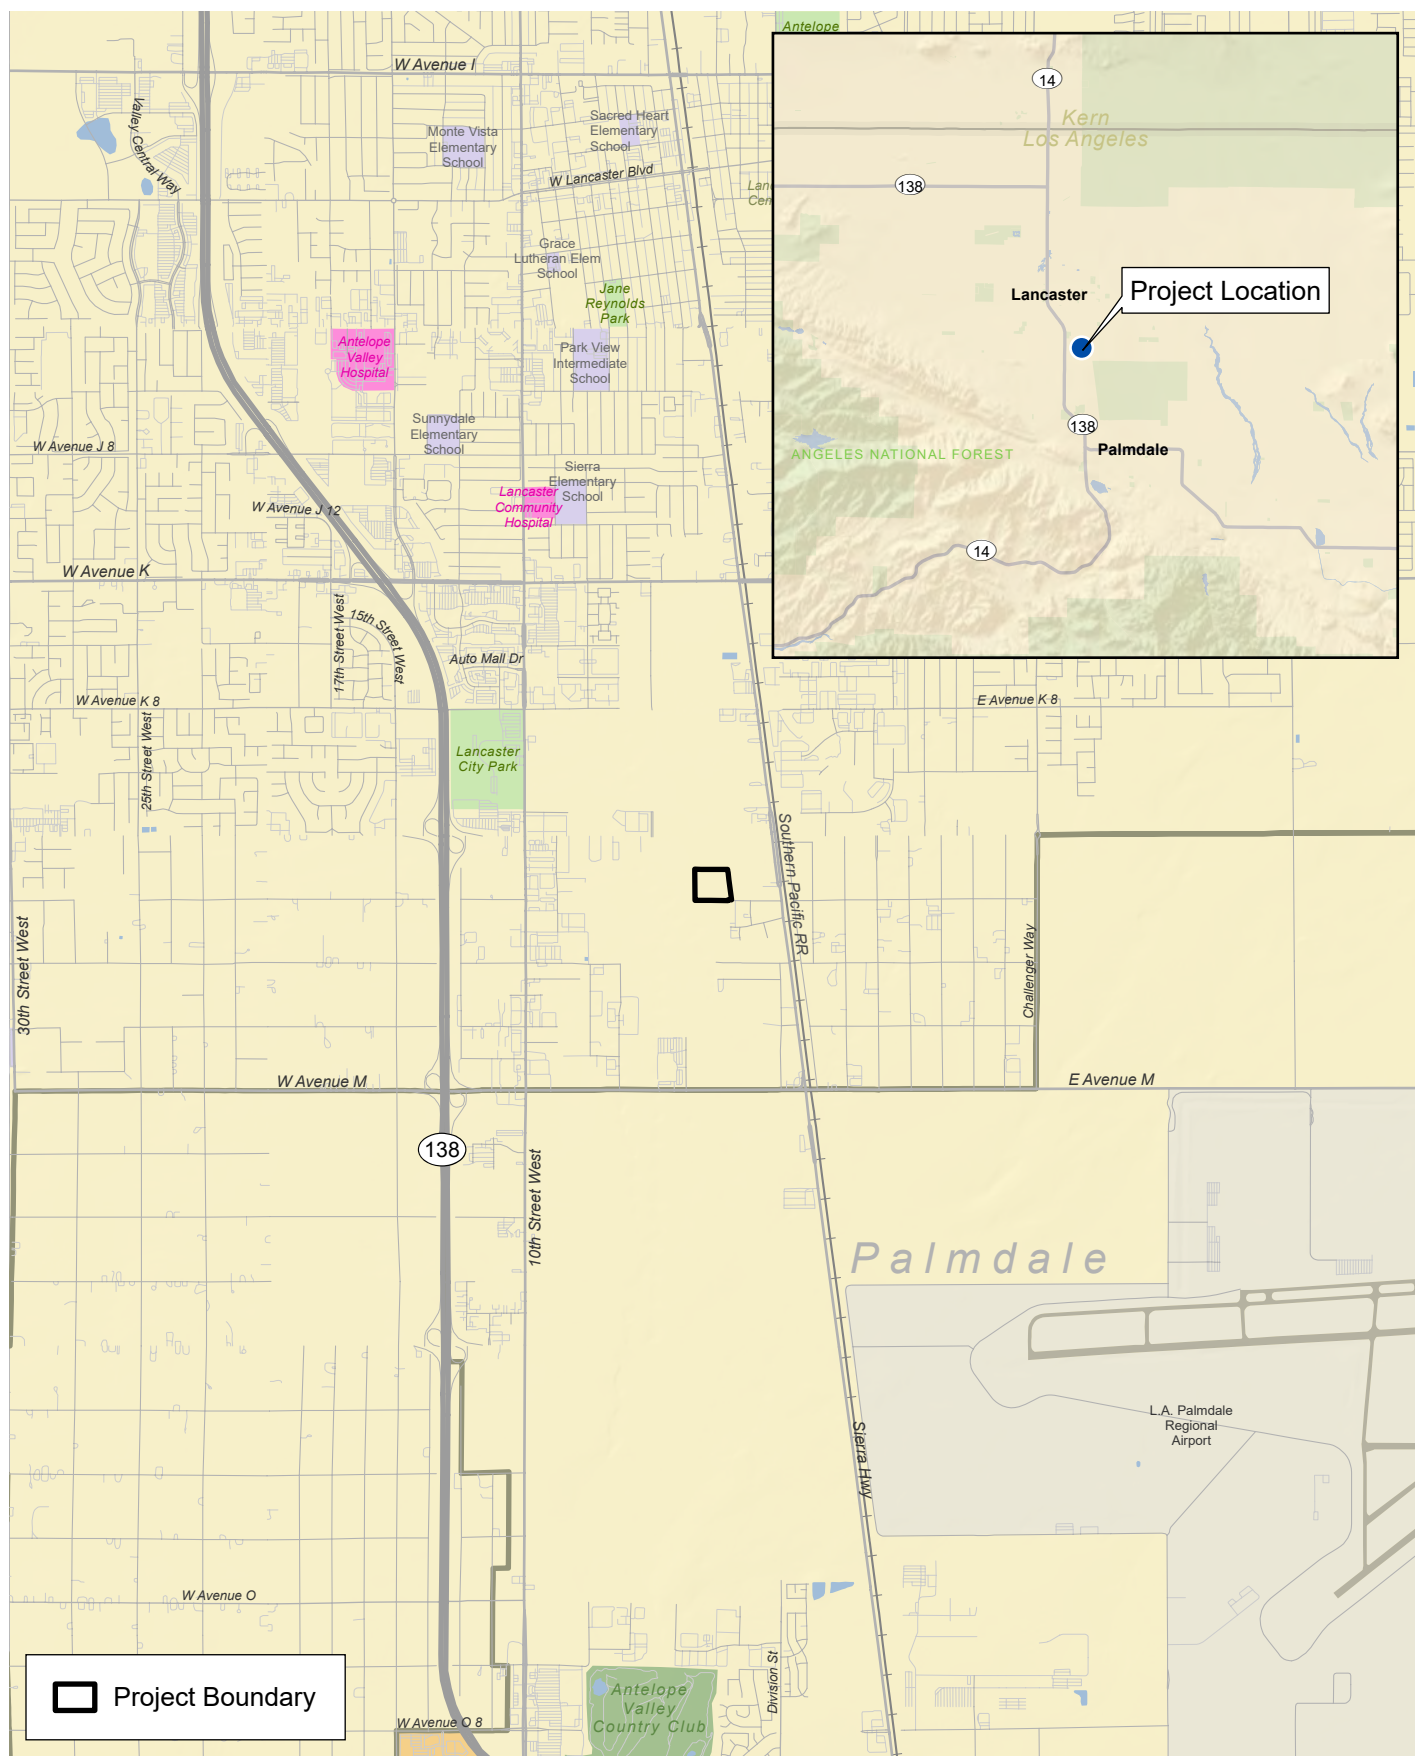 Antelope
W Avenue I
Valley Central Way
Monte Vista
Elementary
School
Sacred Heart
Elementary
School
W Lancaster Blvd
Grace
Lutheran Elem
School
Jane
Reynolds
Park
Antelope
Valley
Hospital
Park View
Intermediate
School
Sunnydale
Elementary
School
W Avenue J 8
Sierra
Elementary
School
Lancaster
Community
Hospital
W Avenue J 12
W Avenue K
17th Street West
15th Street West
Auto Mall Dr
W Avenue K 8
E Avenue K 8
25th Street West
Lancaster
City Park
Southern Pacific RR
30th Street West
Challenger Way
W Avenue M
E Avenue M
138
10th Street West
Palmdale
L.A. Palmdale
Regional
Airport
Sierra Hwy
W Avenue O
Division St
Antelope
Valley
Country Club
W Avenue O 8
Project Boundary
14
Kern
Los Angeles
138
Lancaster
Project Location
138
Palmdale
ANGELES NATIONAL FOREST
14